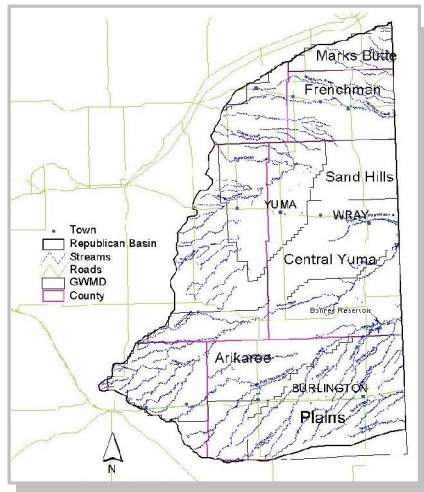 Marks Butte
Frenchman
Sand Hills
YUMA
WRAY
Town
Republican Basin
Streams
Roads
GWMD
County
Central Yuma
Bonney Reservoir
Arikaree
BURLINGTON
Plains
N